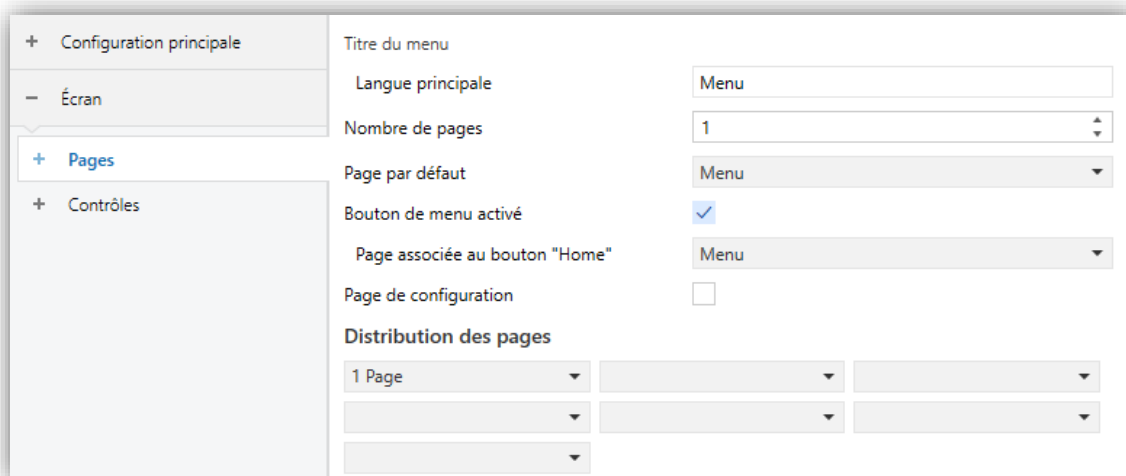 + Configuration principale
− Écran
+ Pages
+ Contrôles
Titre du menu
Langue principale Menu
Nombre de pages 1
Page par défaut Menu
Bouton de menu activé
Page associée au bouton "Home" Menu
Page de configuration
Distribution des pages
1 Page